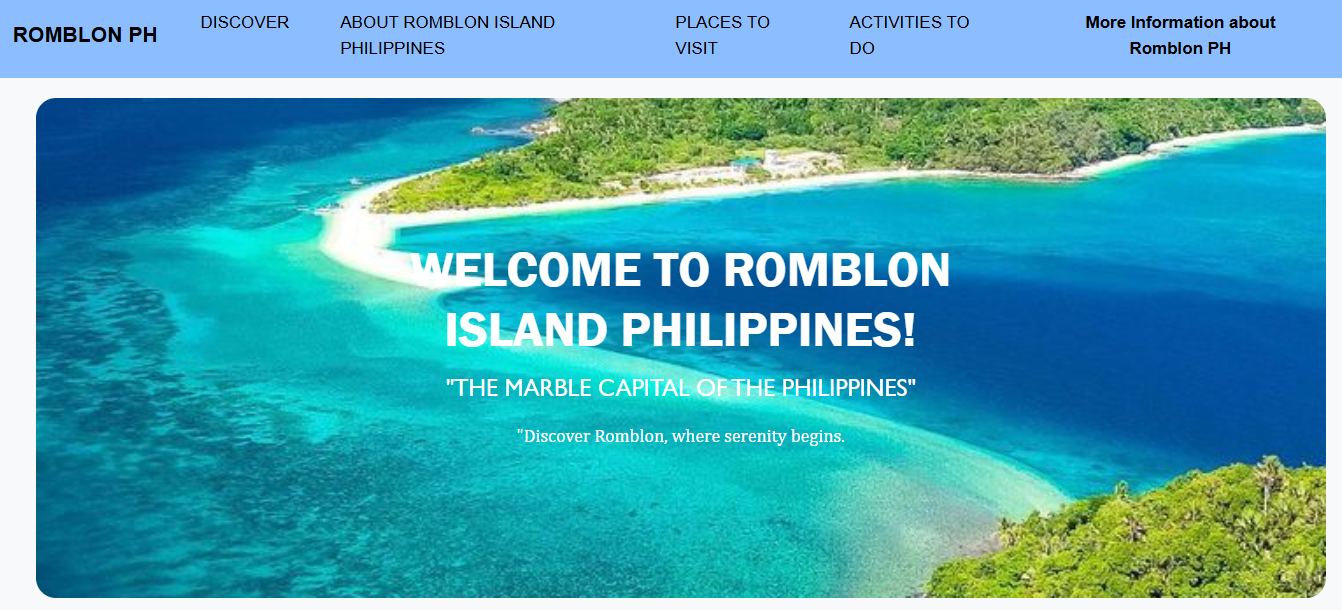 ROMBLON PH
DISCOVER
ABOUT ROMBLON ISLAND
PHILIPPINES
PLACES TO
VISIT
ACTIVITIES TO
DO
More Information about
Romblon PH
WELCOME TO ROMBLON
ISLAND PHILIPPINES!
"THE MARBLE CAPITAL OF THE PHILIPPINES"
"Discover Romblon, where serenity begins.